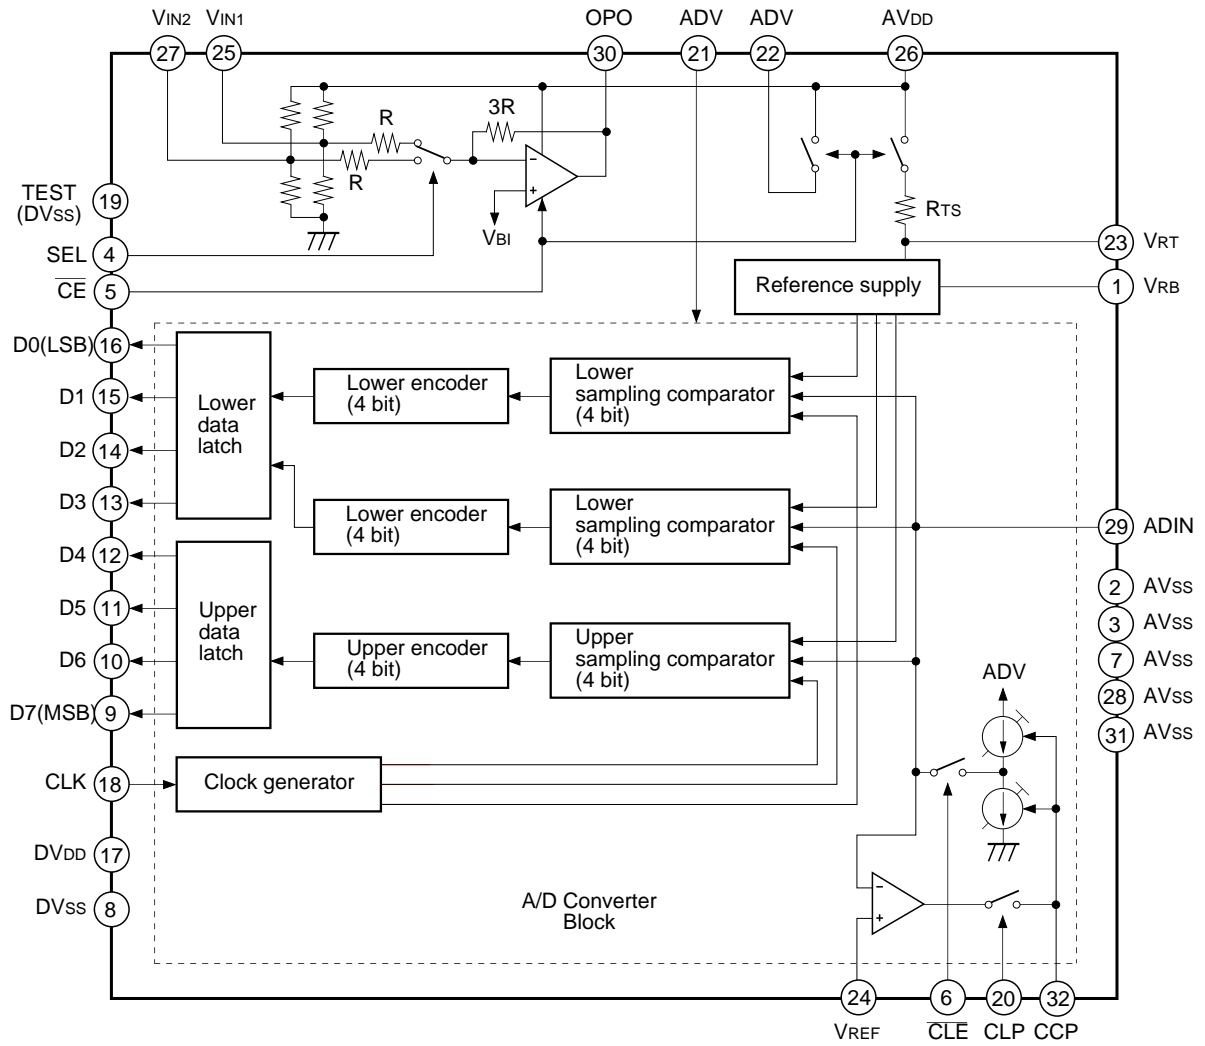 VIN2 VIN1 OPO ADV ADV AVDD
27 25 30 21 22 26
3R
R
R
− +
VBI
RTS
TEST
(DVSS)
19
SEL 4
CE 5
23 VRT
Reference supply
1 VRB
D0(LSB) 16
D1 15
D2 14
D3 13
D4 12
D5 11
D6 10
D7(MSB) 9
CLK 18
DVDD 17
DVSS 8
Lower
data
latch
Lower encoder
(4 bit)
Lower
sampling comparator
(4 bit)
Lower encoder
(4 bit)
Lower
sampling comparator
(4 bit)
Upper
data
latch
Upper encoder
(4 bit)
Upper
sampling comparator
(4 bit)
Clock generator
29 ADIN
2 AVSS
3 AVSS
7 AVSS
28 AVSS
31 AVSS
ADV
− +
A/D Converter
Block
24 6 20 32
VREF CLE CLP CCP